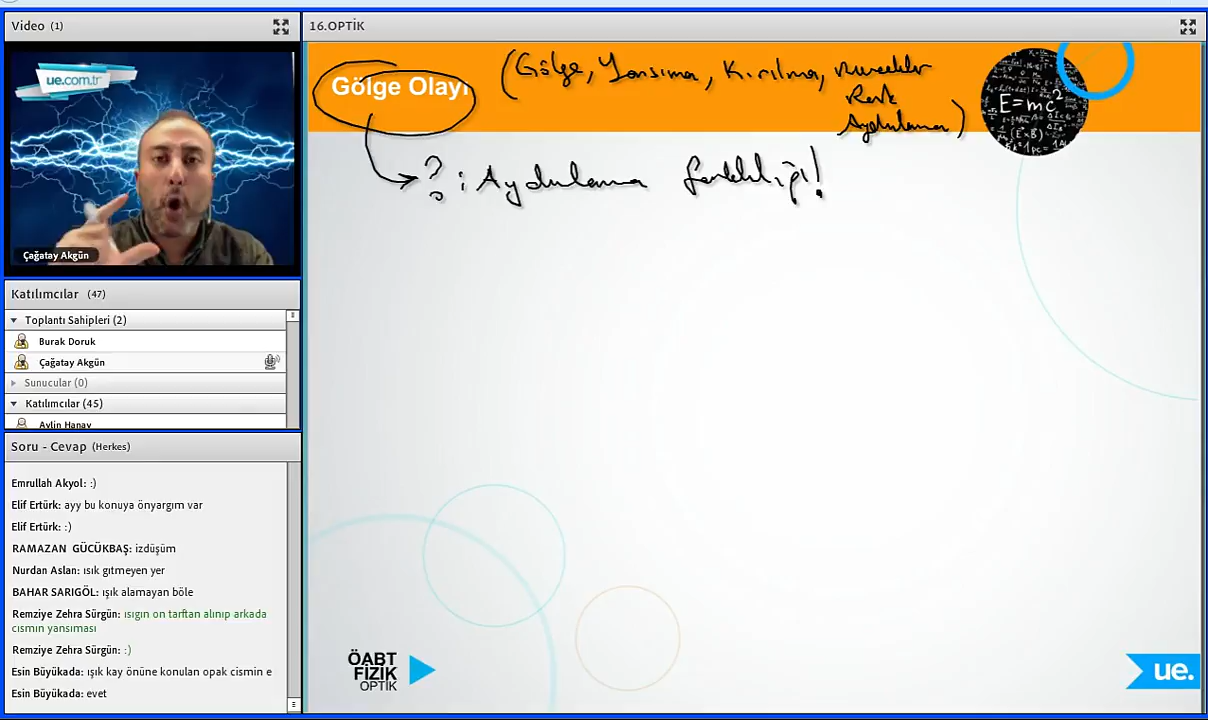 Video (1)
ue.com.tr
Çağatay Akgün
Katılımcılar (47)
Toplantı Sahipleri (2)
Burak Doruk
Çağatay Akgün
Sunucular (0)
Katılımcılar (45)
Aylin Hanay
Soru - Cevap (Herkes)
Emrullah Akyol: :)
Elif Ertürk: ayy bu konuya önyargım var
Elif Ertürk: :)
RAMAZAN GÜCÜKBAŞ: izdüşüm
Nurdan Aslan: ısık gıtmeyen yer
BAHAR SARIGÖL: ışık alamayan böle
Remziye Zehra Sürgün: ısıgın on tarftan alınıp arkada
cısmın yansıması
Remziye Zehra Sürgün: :)
Esin Büyükada: ışık kay önüne konulan opak cismin e
Esin Büyükada: evet
16.OPTİK
Gölge Olayı
(Gölge, Yansıma, Kırılma, Mercekler
Renk
Aydınlanma)
E=mc²
? : Aydınlanma farklılığı!
ÖABT
FİZİK
OPTİK
ue.